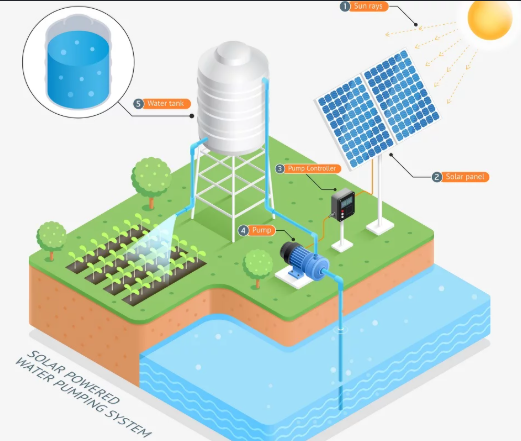 1 Sun rays
5 Water tank
3 Pump Controller
2 Solar panel
4 Pump
SOLAR POWERED
WATER PUMPING SYSTEM